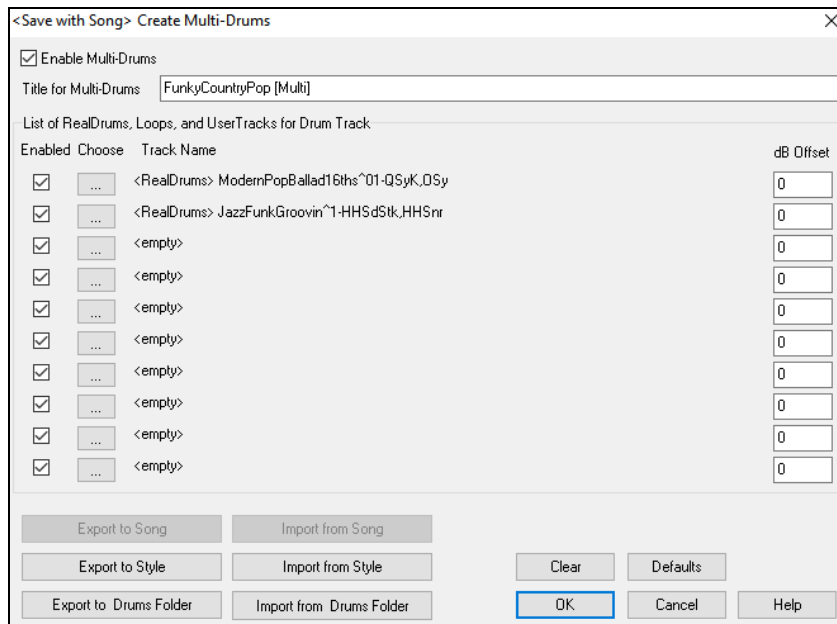 <Save with Song> Create Multi-Drums
Enable Multi-Drums
Title for Multi-Drums FunkyCountryPop [Multi]
List of RealDrums, Loops, and UserTracks for Drum Track
Enabled Choose Track Name dB Offset
... <RealDrums> ModernPopBallad16ths^01-QSyK,OSy 0
... <RealDrums> JazzFunkGroovin^1-HHSdStk,HHSnr 0
... <empty> 0
... <empty> 0
... <empty> 0
... <empty> 0
... <empty> 0
... <empty> 0
... <empty> 0
... <empty> 0
Export to Song Import from Song
Export to Style Import from Style Clear Defaults
Export to Drums Folder Import from Drums Folder OK Cancel Help